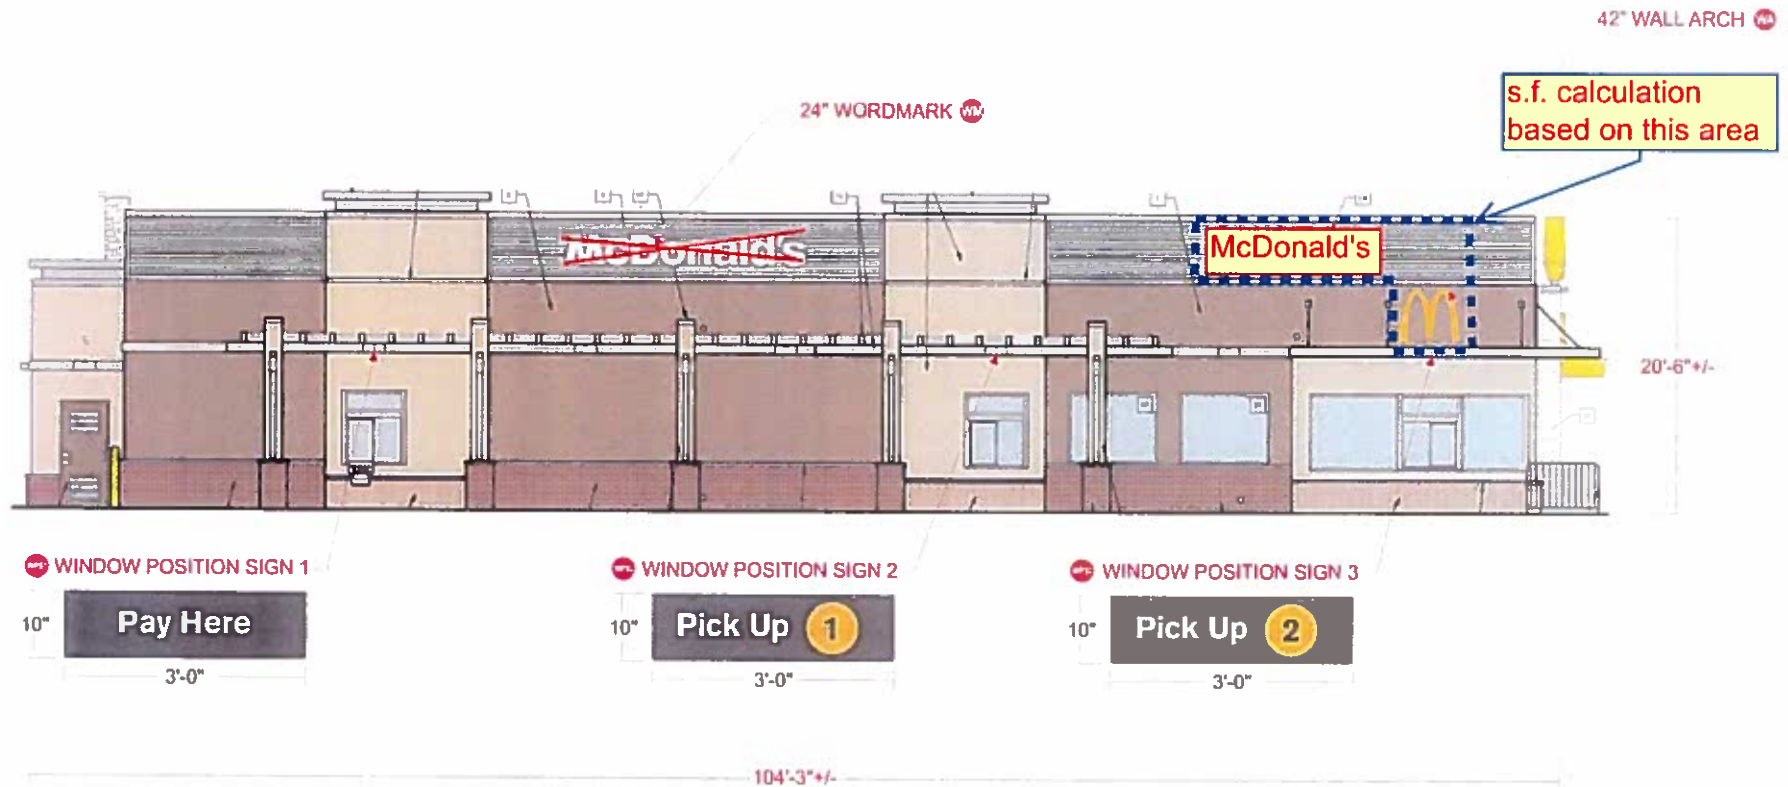 42" WALL ARCH WA
s.f. calculation
based on this area
24" WORDMARK WM
McDonald's
McDonald's
20'-6"+/-
WINDOW POSITION SIGN 1
WINDOW POSITION SIGN 2
WINDOW POSITION SIGN 3
10"
Pay Here
3'-0"
10"
Pick Up 1
3'-0"
10"
Pick Up 2
3'-0"
104'-3"+/-